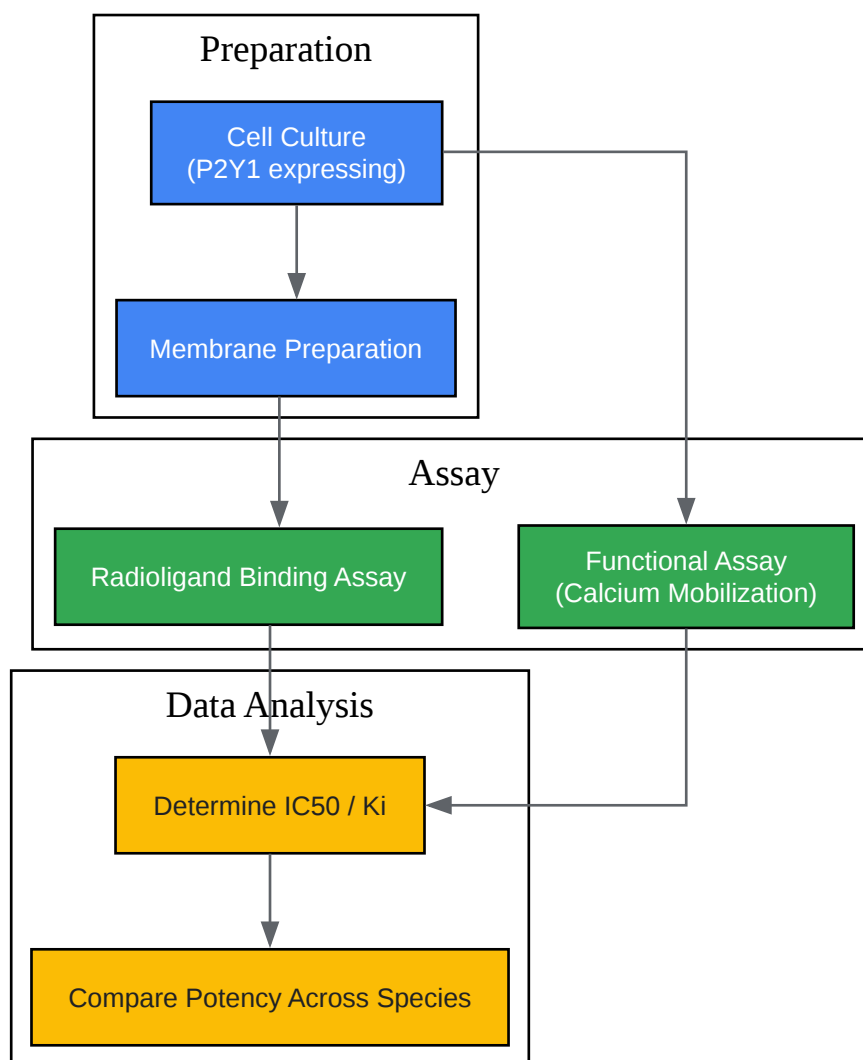 Preparation
Cell Culture
(P2Y1 expressing)
Membrane Preparation
Assay
Radioligand Binding Assay
Functional Assay
(Calcium Mobilization)
Data Analysis
Determine IC50 / Ki
Compare Potency Across Species